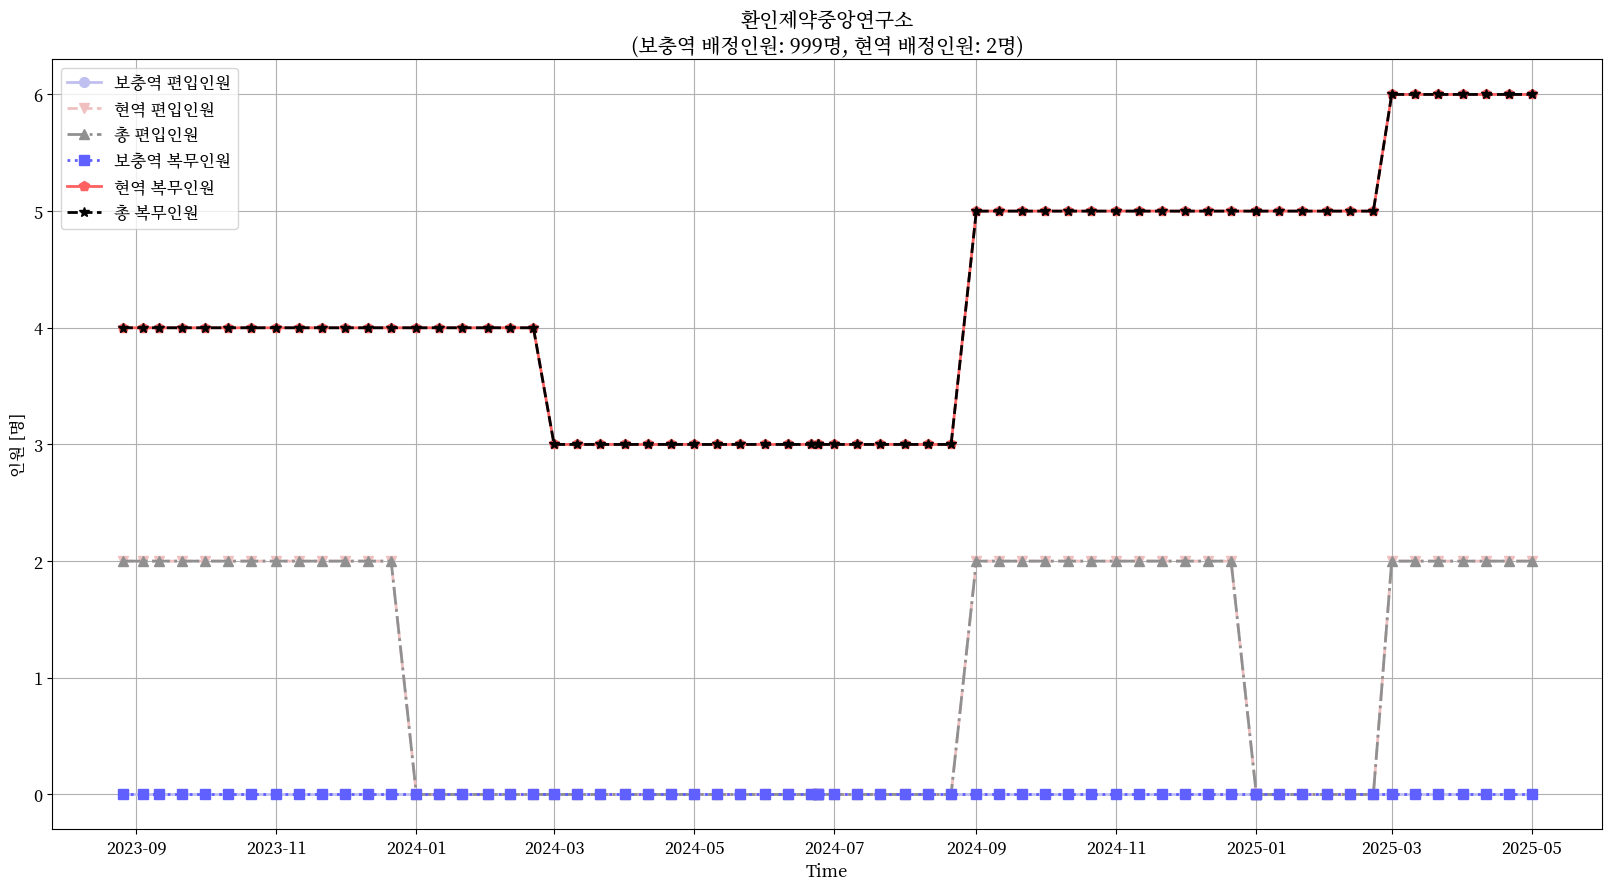 환인제약중앙연구소
(보충역 배정인원: 999명, 현역 배정인원: 2명)
보충역 편입인원
현역 편입인원
총 편입인원
보충역 복무인원
현역 복무인원
총 복무인원
인원 [명]
6
5
4
3
2
1
0
2023-09
2023-11
2024-01
2024-03
2024-05
2024-07
2024-09
2024-11
2025-01
2025-03
2025-05
Time